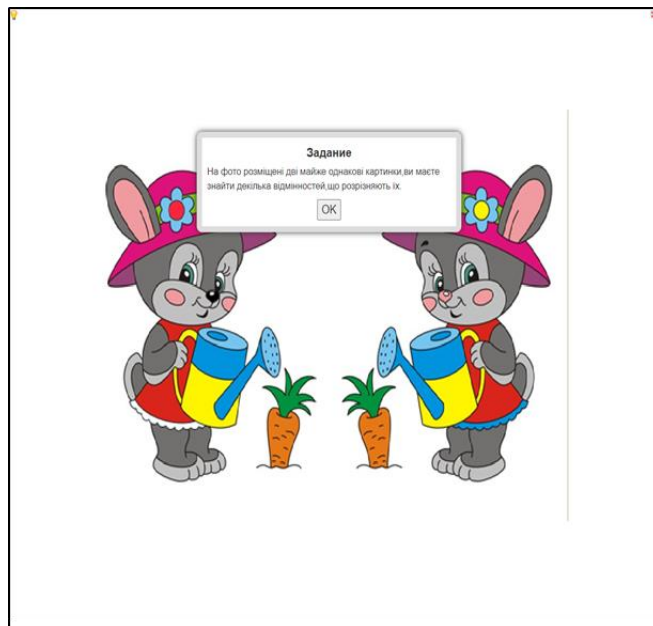 Задание
На фото розміщені дві майже однакові картинки,ви маєте
знайти декілька відмінностей,що розрізняють їх.
OK